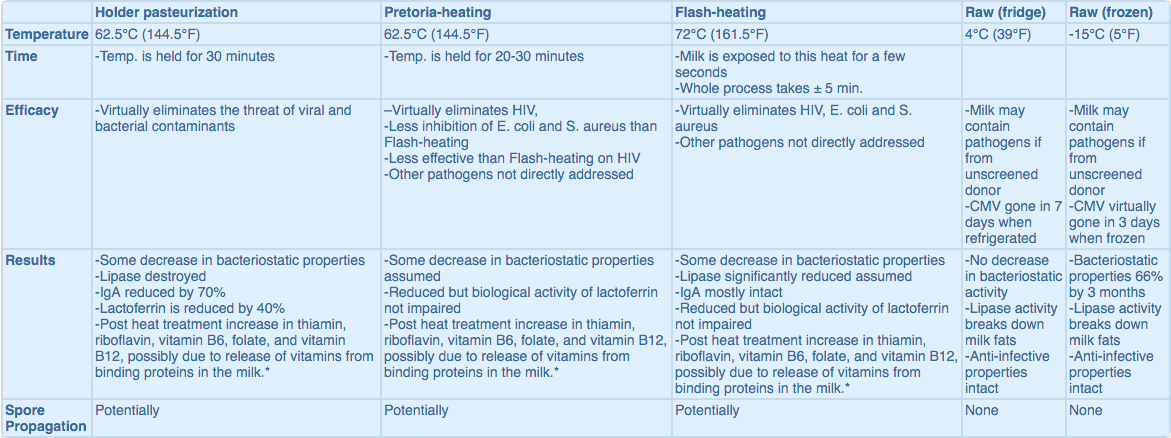 Holder pasteurization
Pretoria-heating
Flash-heating
Raw (fridge)
Raw (frozen)
Temperature
62.5°C (144.5°F)
62.5°C (144.5°F)
72°C (161.5°F)
4°C (39°F)
-15°C (5°F)
Time
-Temp. is held for 30 minutes
-Temp. is held for 20-30 minutes
-Milk is exposed to this heat for a few
seconds
-Whole process takes ± 5 min.
Efficacy
-Virtually eliminates the threat of viral and
bacterial contaminants
–Virtually eliminates HIV,
-Less inhibition of E. coli and S. aureus than
Flash-heating
-Less effective than Flash-heating on HIV
-Other pathogens not directly addressed
-Virtually eliminates HIV, E. coli and S.
aureus
-Other pathogens not directly addressed
-Milk may
contain
pathogens if
from
unscreened
donor
-CMV gone in 7
days when
refrigerated
-Milk may
contain
pathogens if
from
unscreened
donor
-CMV virtually
gone in 3 days
when frozen
Results
-Some decrease in bacteriostatic properties
-Lipase destroyed
-IgA reduced by 70%
-Lactoferrin is reduced by 40%
-Post heat treatment increase in thiamin,
riboflavin, vitamin B6, folate, and vitamin
B12, possibly due to release of vitamins from
binding proteins in the milk.*
-Some decrease in bacteriostatic properties
assumed
-Reduced but biological activity of lactoferrin
not impaired
-Post heat treatment increase in thiamin,
riboflavin, vitamin B6, folate, and vitamin B12,
possibly due to release of vitamins from
binding proteins in the milk.*
-Some decrease in bacteriostatic properties
-Lipase significantly reduced assumed
-IgA mostly intact
-Reduced but biological activity of lactoferrin
not impaired
-Post heat treatment increase in thiamin,
riboflavin, vitamin B6, folate, and vitamin B12,
possibly due to release of vitamins from
binding proteins in the milk.*
-No decrease
in bacteriostatic
activity
-Lipase activity
breaks down
milk fats
-Anti-infective
properties
intact
-Bacteriostatic
properties 66%
by 3 months
-Lipase activity
breaks down
milk fats
-Anti-infective
properties
intact
Spore
Propagation
Potentially
Potentially
Potentially
None
None